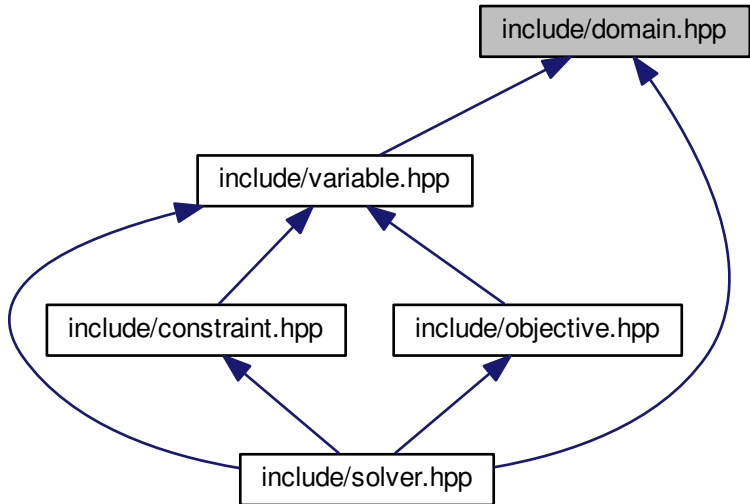 include/domain.hpp
include/variable.hpp
include/constraint.hpp
include/objective.hpp
include/solver.hpp